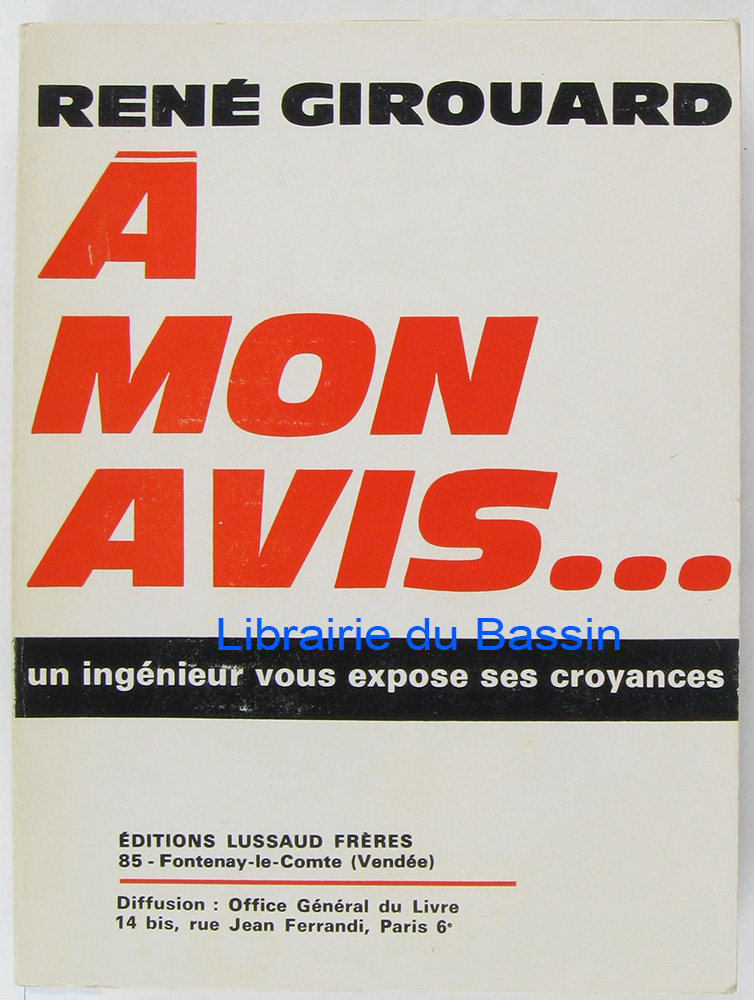 RENÉ GIROUARD
À
MON
AVIS...
Librairie du Bassin
un ingénieur vous expose ses croyances
ÉDITIONS LUSSAUD FRÈRES
85 - Fontenay-le-Comte (Vendée)
Diffusion : Office Général du Livre
14 bis, rue Jean Ferrandi, Paris 6e